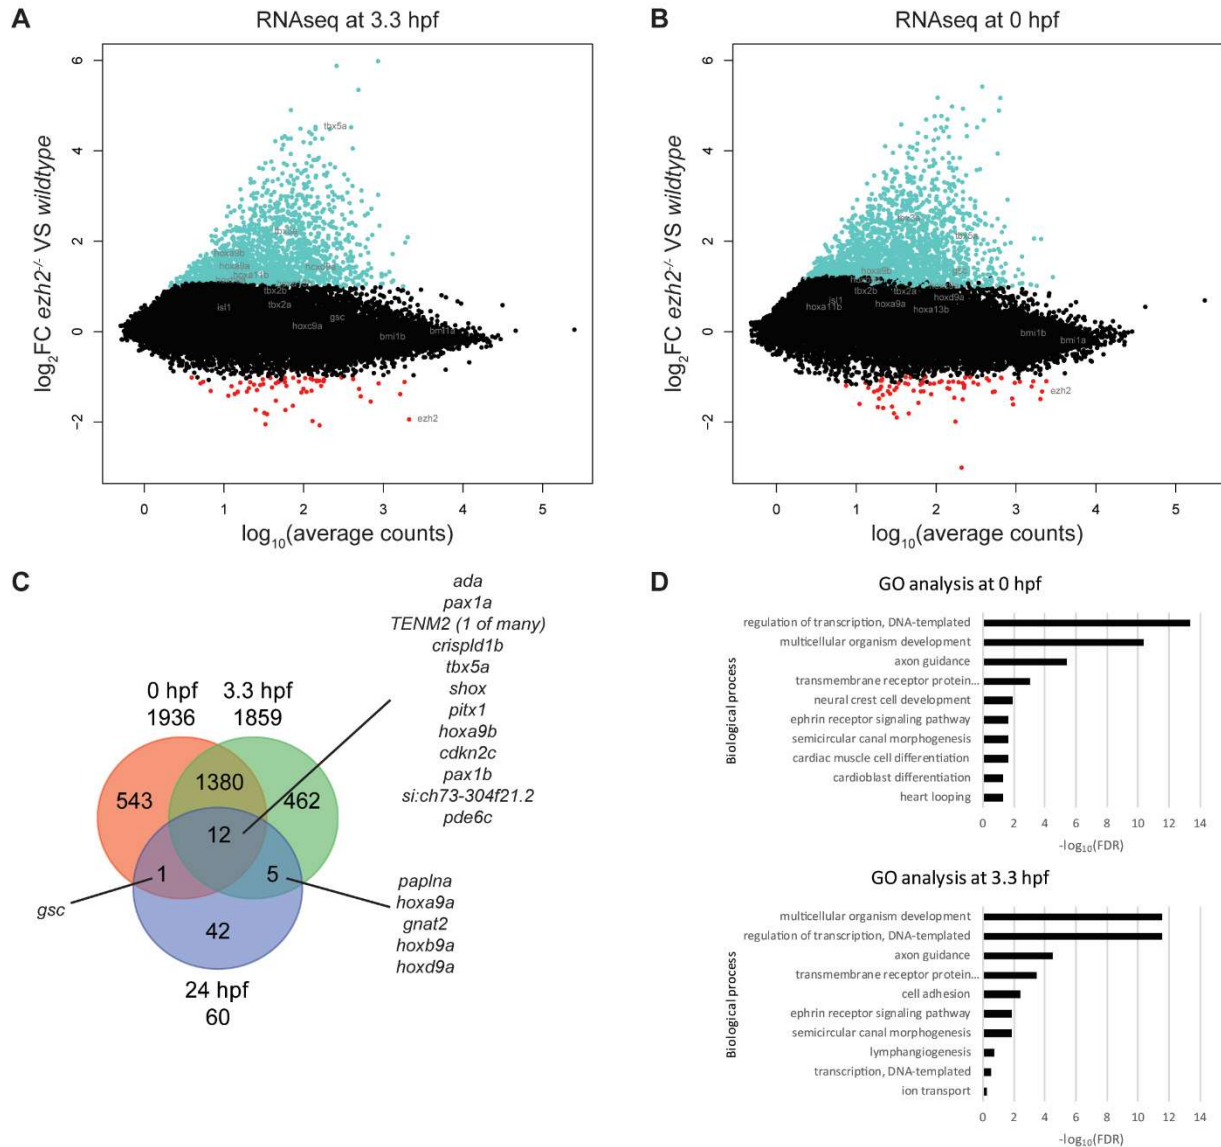 A
RNAseq at 3.3 hpf
log2FC ezh2-/- VS wildtype
6
4
2
0
-2
tbx5a
hoxa9b
hoxa9a
hoxa11b
tbx2b
isl1
tbx2a
gsc
hoxc9a
bmi1b
bmi1a
ezh2
0 1 2 3 4 5
log10(average counts)
B
RNAseq at 0 hpf
log2FC ezh2-/- VS wildtype
6
4
2
0
-2
tbx3a
tbx5a
hoxa9b
gsc
tbx2b
tbx2a
isl1
hoxd9a
hoxa11b
hoxa9a
hoxa13b
bmi1b
bmi1a
ezh2
0 1 2 3 4 5
log10(average counts)
C
0 hpf
1936
3.3 hpf
1859
543
1380
462
12
1
5
42
24 hpf
60
gsc
ada
pax1a
TENM2 (1 of many)
crispld1b
tbx5a
shox
pitx1
hoxa9b
cdkn2c
pax1b
si:ch73-304f21.2
pde6c
paplna
hoxa9a
gnat2
hoxb9a
hoxd9a
D
GO analysis at 0 hpf
Biological process
regulation of transcription, DNA-templated
multicellular organism development
axon guidance
transmembrane receptor protein...
neural crest cell development
ephrin receptor signaling pathway
semicircular canal morphogenesis
cardiac muscle cell differentiation
cardioblast differentiation
heart looping
0 2 4 6 8 10 12 14
-log10(FDR)
GO analysis at 3.3 hpf
Biological process
multicellular organism development
regulation of transcription, DNA-templated
axon guidance
transmembrane receptor protein...
cell adhesion
ephrin receptor signaling pathway
semicircular canal morphogenesis
lymphangiogenesis
transcription, DNA-templated
ion transport
0 2 4 6 8 10 12 14
-log10(FDR)